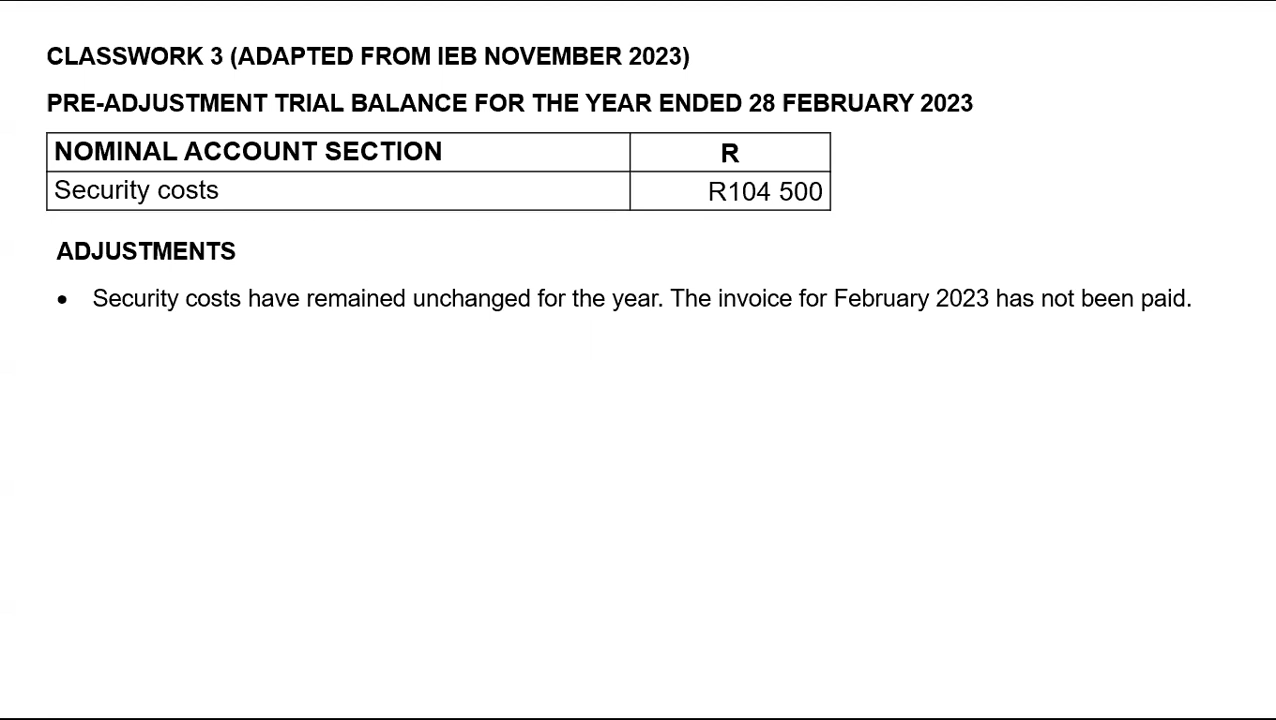 CLASSWORK 3 (ADAPTED FROM IEB NOVEMBER 2023)
PRE-ADJUSTMENT TRIAL BALANCE FOR THE YEAR ENDED 28 FEBRUARY 2023
NOMINAL ACCOUNT SECTION R
Security costs R104 500
ADJUSTMENTS
• Security costs have remained unchanged for the year. The invoice for February 2023 has not been paid.